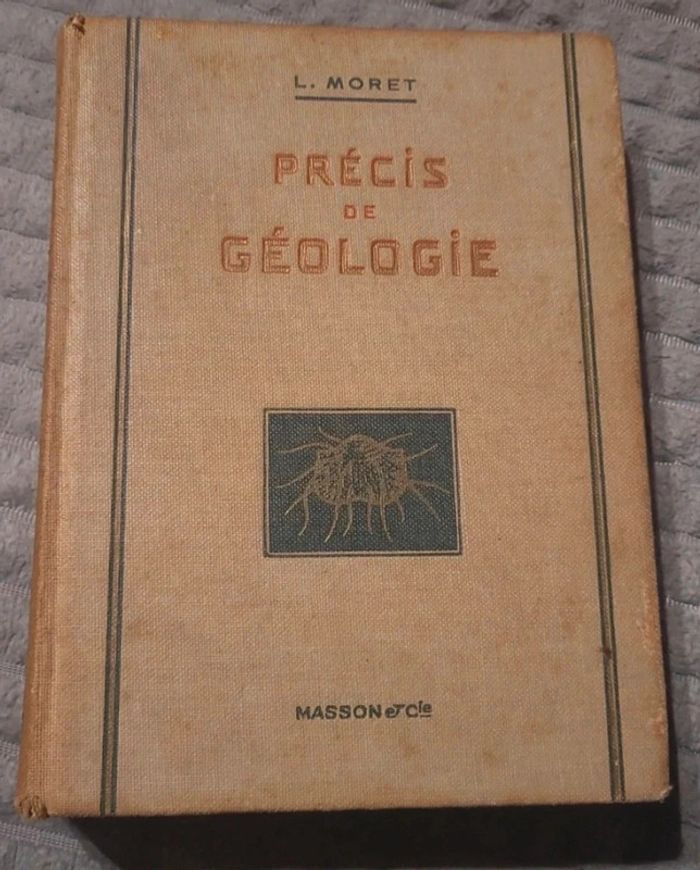 L. MORET
PRÉCiS
DE
GÉOLOGiE
MASSON et Cie